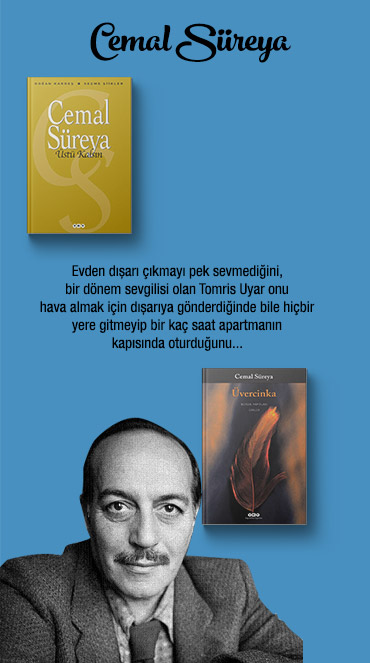 Cemal Süreya
Cemal
Süreya
Üstü Kalsın
Evden dışarı çıkmayı pek sevmediğini,
bir dönem sevgilisi olan Tomris Uyar onu
hava almak için dışarıya gönderdiğinde bile hiçbir
yere gitmeyip bir kaç saat apartmanın
kapısında oturduğunu...
Cemal Süreya
Üvercinka